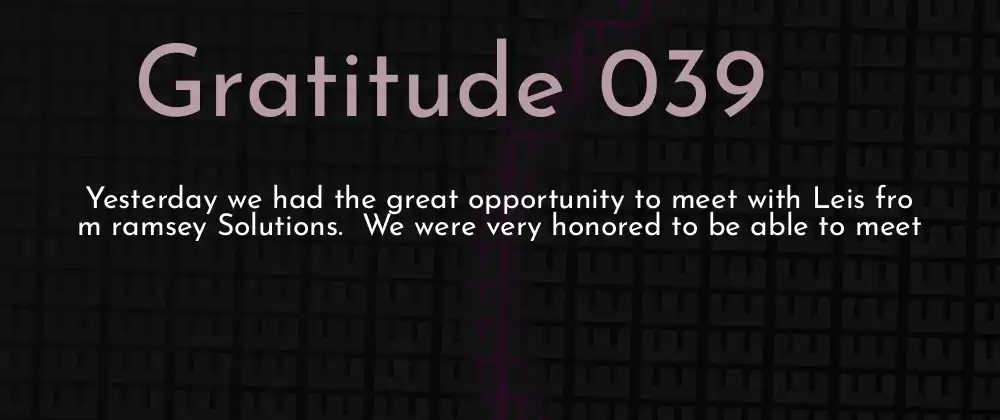 Gratitude 039
Yesterday we had the great opportunity to meet with Leis fro
m ramsey Solutions.  We were very honored to be able to meet